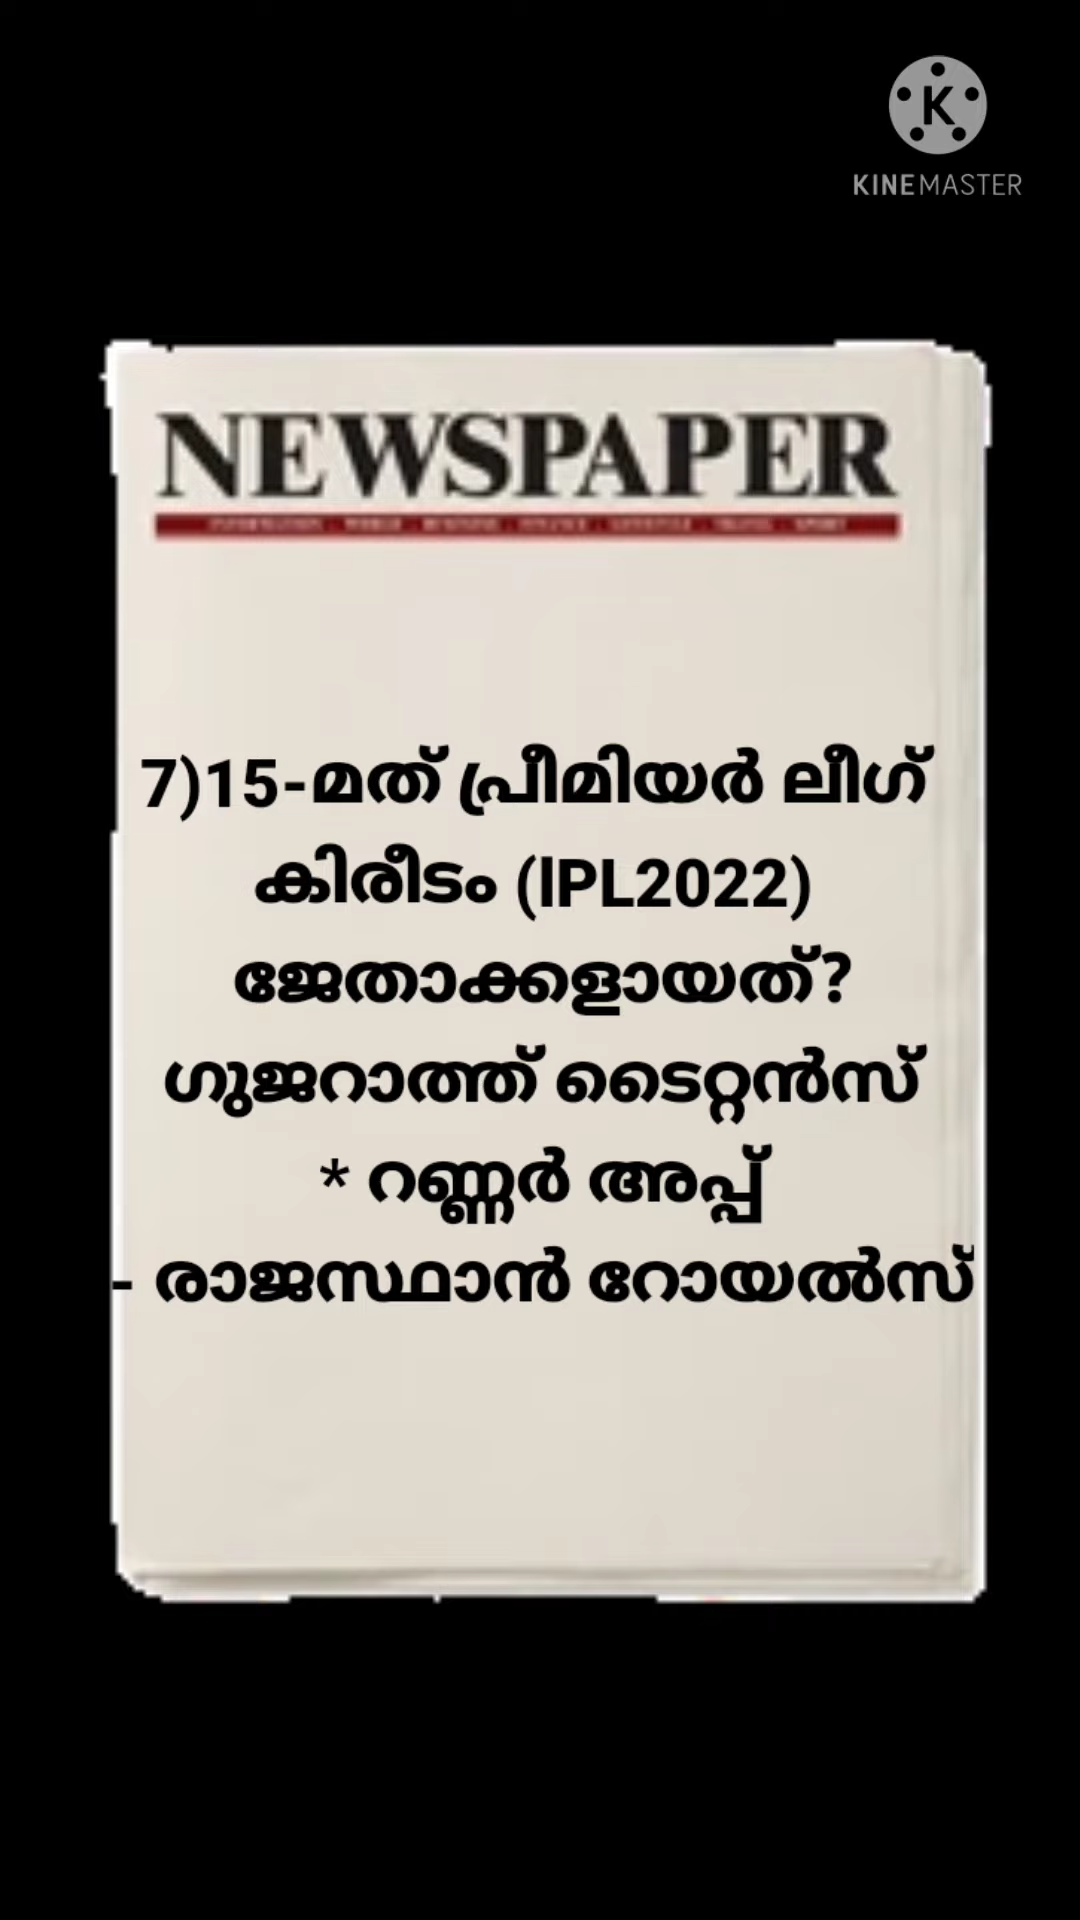 KINEMASTER
NEWSPAPER
7)15-മത് പ്രീമിയർ ലീഗ്
കിരീടം (IPL2022)
ജേതാക്കളായത്?
ഗുജറാത്ത് ടൈറ്റൻസ്
* റണ്ണർ അപ്പ്
- രാജസ്ഥാൻ റോയൽസ്